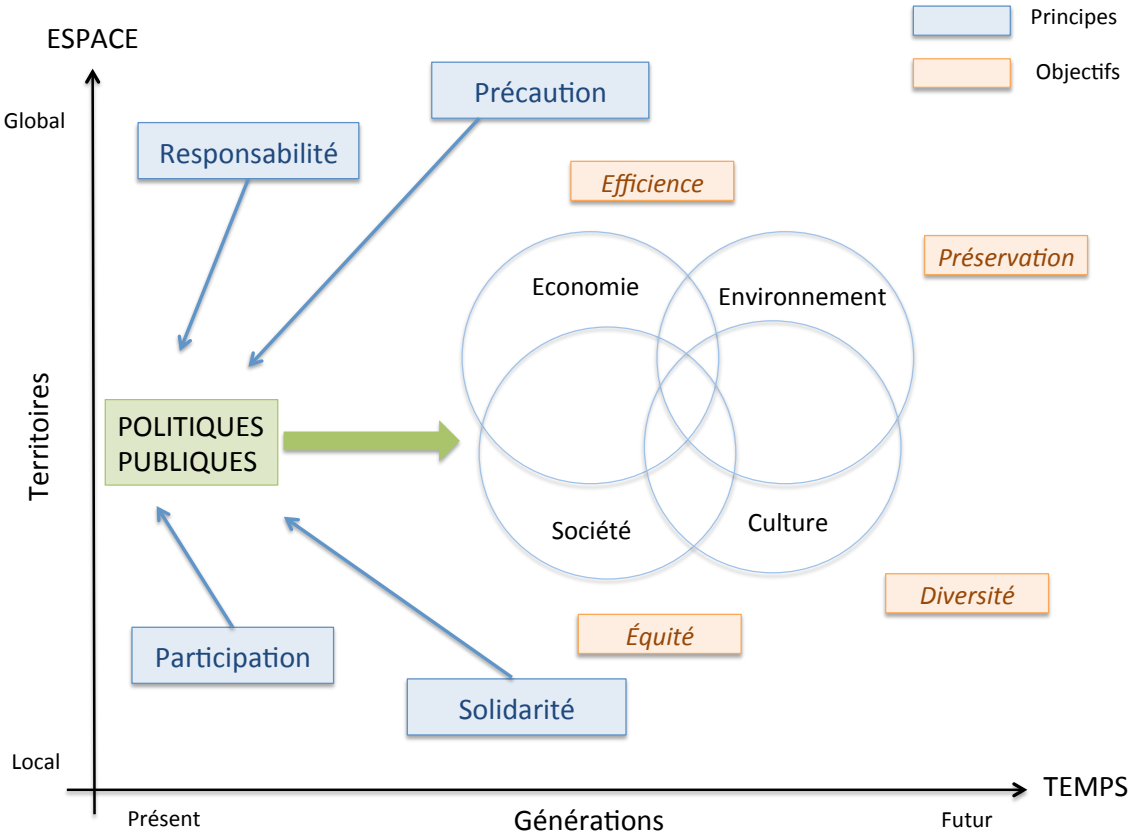 Principes
ESPACE
Objectifs
Précaution
Global
Responsabilité
Efficience
Préservation
Economie
Environnement
Territoires
POLITIQUES
PUBLIQUES
Société
Culture
Diversité
Équité
Participation
Solidarité
Local
TEMPS
Présent
Générations
Futur